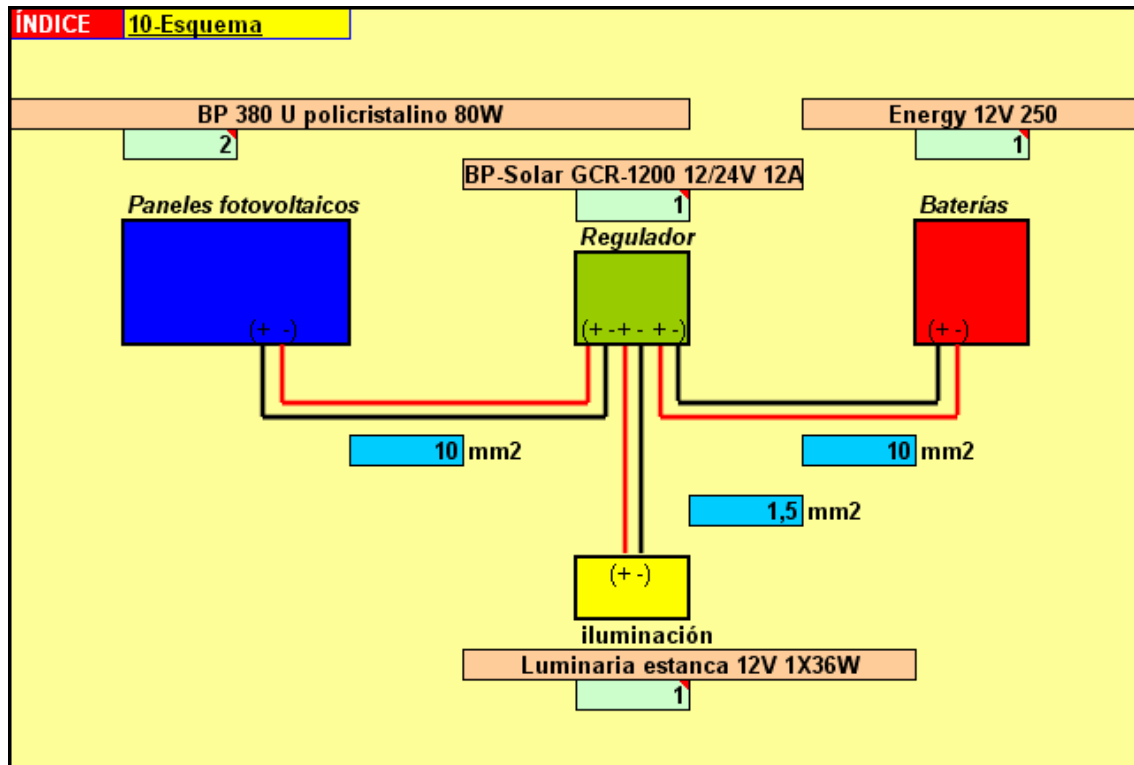 ÍNDICE 10-Esquema
BP 380 U policristalino 80W
Energy 12V 250
2
1
BP-Solar GCR-1200 12/24V 12A
1
Paneles fotovoltaicos
Baterías
Regulador
(+ -)
(+ -+ - + -)
(+ -)
10 mm2
10 mm2
1,5 mm2
(+ -)
iluminación
Luminaria estanca 12V 1X36W
1